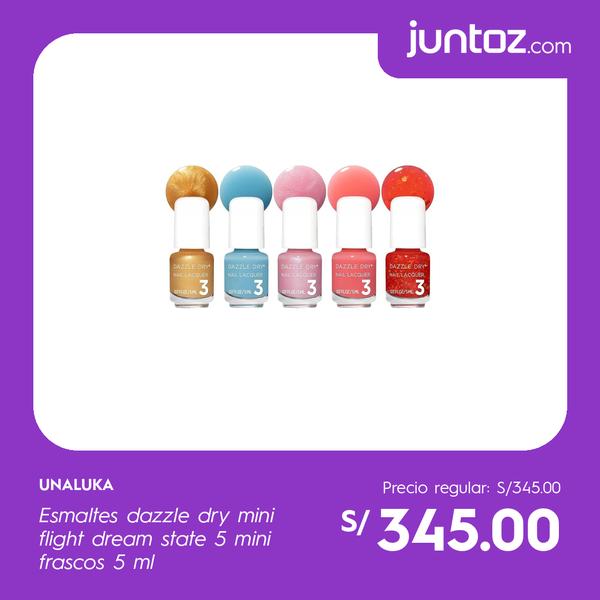 juntoz.com
DAZZLE DRY®
NAIL LACQUER
3
DAZZLE DRY®
NAIL LACQUER
3
DAZZLE DRY®
NAIL LACQUER
3
DAZZLE DRY®
NAIL LACQUER
3
DAZZLE DRY®
NAIL LACQUER
3
UNALUKA
Esmaltes dazzle dry mini
flight dream state 5 mini
frascos 5 ml
Precio regular: S/345.00
S/ 345.00